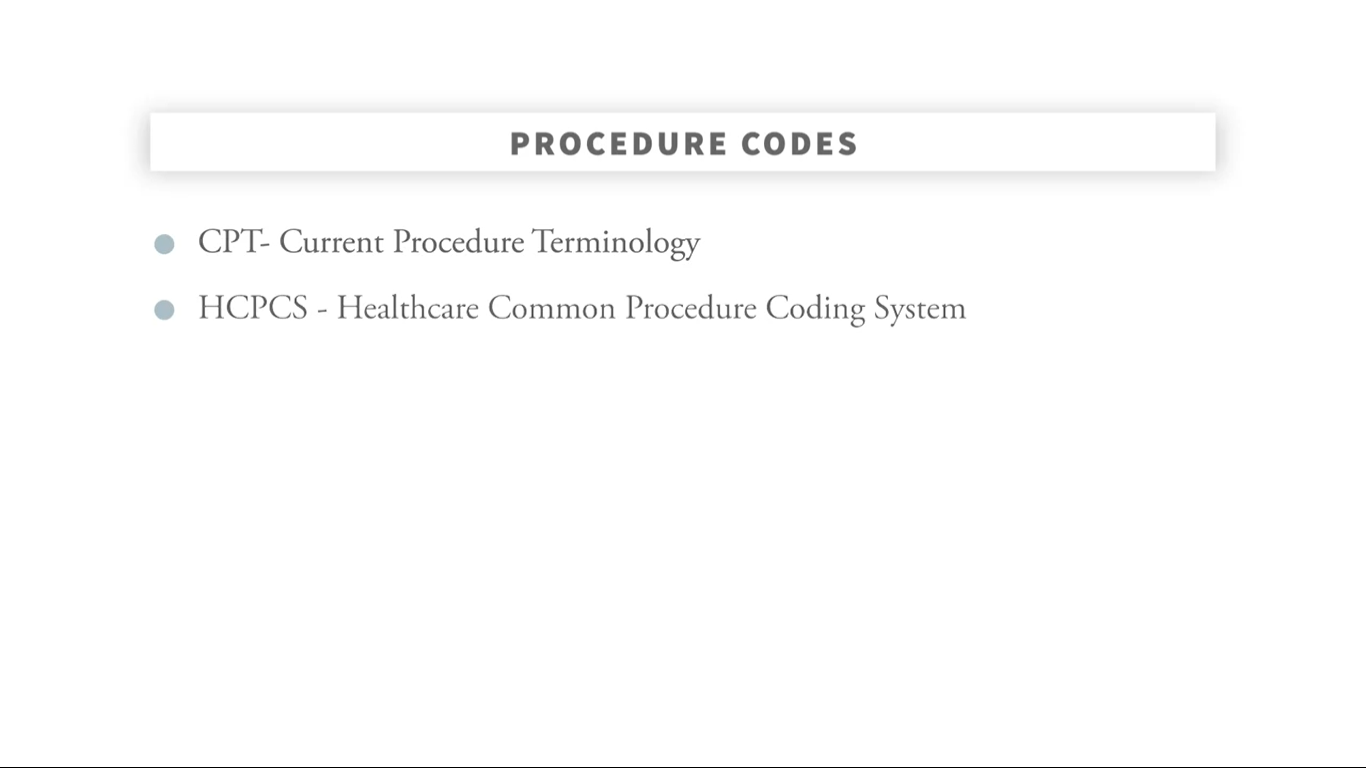 PROCEDURE CODES
CPT- Current Procedure Terminology
HCPCS - Healthcare Common Procedure Coding System